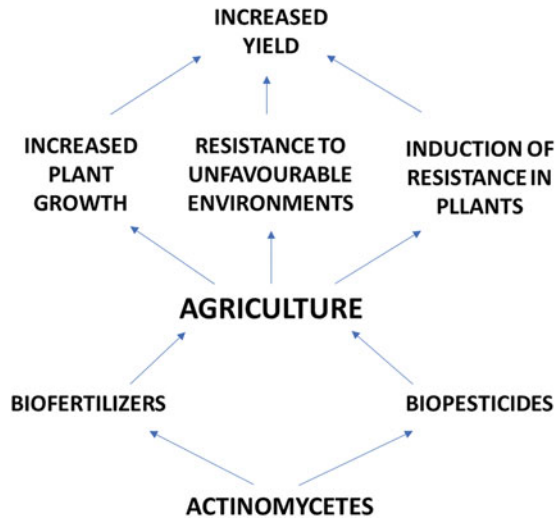 INCREASED
YIELD
INCREASED
PLANT
GROWTH
RESISTANCE TO
UNFAVOURABLE
ENVIRONMENTS
INDUCTION OF
RESISTANCE IN
PLLANTS
AGRICULTURE
BIOFERTILIZERS
BIOPESTICIDES
ACTINOMYCETES